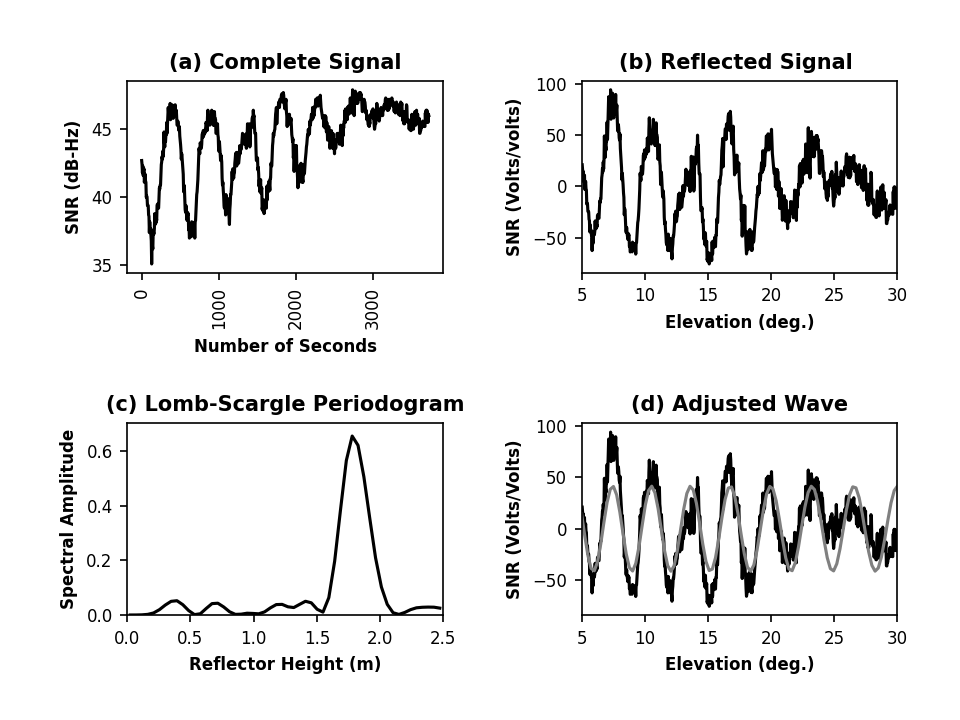 (a) Complete Signal
SNR (dB-Hz)
45
40
35
0
1000
2000
3000
Number of Seconds
(b) Reflected Signal
SNR (Volts/volts)
100
50
0
−50
5 10 15 20 25 30
Elevation (deg.)
(c) Lomb-Scargle Periodogram
Spectral Amplitude
0.6
0.4
0.2
0.0
0.0 0.5 1.0 1.5 2.0 2.5
Reflector Height (m)
(d) Adjusted Wave
SNR (Volts/Volts)
100
50
0
−50
5 10 15 20 25 30
Elevation (deg.)